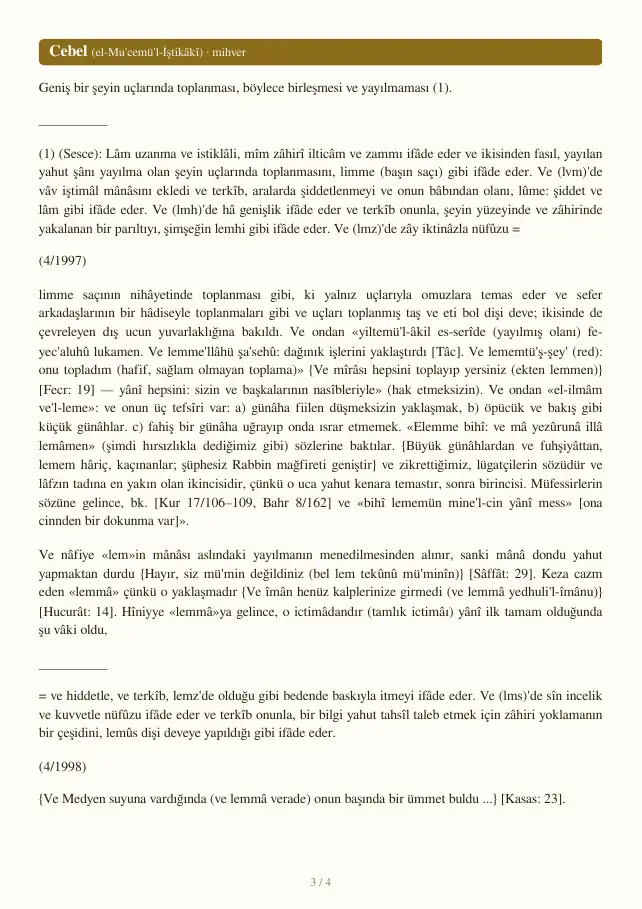 Cebel (el-Mu'cemü'l-İştikâkî) · mihver
Geniş bir şeyin uçlarında toplanması, böylece birleşmesi ve yayılmaması (1).
___________
(1) (Sesce): Lâm uzanma ve istiklâli, mîm zâhirî ilticâm ve zammı ifâde eder ve ikisinden fasıl, yayılan
yahut şânı yayılma olan şeyin uçlarında toplanmasını, limme (başın saçı) gibi ifâde eder. Ve (lvm)'de
vâv iştimâl mânâsını ekledi ve terkîb, aralarda şiddetlenmeyi ve onun bâbından olanı, lûme: şiddet ve
lâm gibi ifâde eder. Ve (lmh)'de hâ genişlik ifâde eder ve terkîb onunla, şeyin yüzeyinde ve zâhirinde
yakalanan bir parıltıyı, şimşeğin lemhi gibi ifâde eder. Ve (lmz)'de zây iktinâzla nüfûzu =
(4/1997)
limme saçının nihâyetinde toplanması gibi, ki yalnız uçlarıyla omuzlara temas eder ve sefer
arkadaşlarının bir hâdiseyle toplanmaları gibi ve uçları toplanmış taş ve eti bol dişi deve; ikisinde de
çevreleyen dış ucun yuvarlaklığına bakıldı. Ve ondan «yiltemü'l-âkil es-serîde (yayılmış olanı) fe-
yec'aluhû lukamen. Ve lemme'llâhü şa'sehû: dağınık işlerini yaklaştırdı [Tâc]. Ve lememtü'ş-şey' (red):
onu topladım (hafif, sağlam olmayan toplama)» {Ve mîrâsı hepsini toplayıp yersiniz (ekten lemmen)}
[Fecr: 19] — yânî hepsini: sizin ve başkalarının nasîbleriyle» (hak etmeksizin). Ve ondan «el-ilmâm
ve'l-leme»: ve onun üç tefsîri var: a) günâha fiilen düşmeksizin yaklaşmak, b) öpücük ve bakış gibi
küçük günâhlar. c) fahiş bir günâha uğrayıp onda ısrar etmemek. «Elemme bihî: ve mâ yezûrunâ illâ
lemâmen» (şimdi hırsızlıkla dediğimiz gibi) sözlerine baktılar. {Büyük günâhlardan ve fuhşiyâttan,
lemem hâriç, kaçınanlar; şüphesiz Rabbin mağfireti geniştir} ve zikrettiğimiz, lügatçilerin sözüdür ve
lâfzın tadına en yakın olan ikincisidir, çünkü o uca yahut kenara temastır, sonra birincisi. Müfessirlerin
sözüne gelince, bk. [Kur 17/106–109, Bahr 8/162] ve «bihî lememün mine'l-cin yânî mess» [ona
cinnden bir dokunma var]».
Ve nâfiye «lem»in mânâsı aslındaki yayılmanın menedilmesinden alınır, sanki mânâ dondu yahut
yapmaktan durdu {Hayır, siz mü'min değildiniz (bel lem tekûnû mü'minîn)} [Sâffât: 29]. Keza cazm
eden «lemmâ» çünkü o yaklaşmadır {Ve îmân henüz kalplerinize girmedi (ve lemmâ yedhuli'l-îmânu)}
[Hucurât: 14]. Hîniyye «lemmâ»ya gelince, o ictimâdandır (tamlık ictimâı) yânî ilk tamam olduğunda
şu vâki oldu,
___________
= ve hiddetle, ve terkîb, lemz'de olduğu gibi bedende baskıyla itmeyi ifâde eder. Ve (lms)'de sîn incelik
ve kuvvetle nüfûzu ifâde eder ve terkîb onunla, bir bilgi yahut tahsîl taleb etmek için zâhiri yoklamanın
bir çeşidini, lemûs dişi deveye yapıldığı gibi ifâde eder.
(4/1998)
{Ve Medyen suyuna vardığında (ve lemmâ verade) onun başında bir ümmet buldu ...} [Kasas: 23].
3 / 4